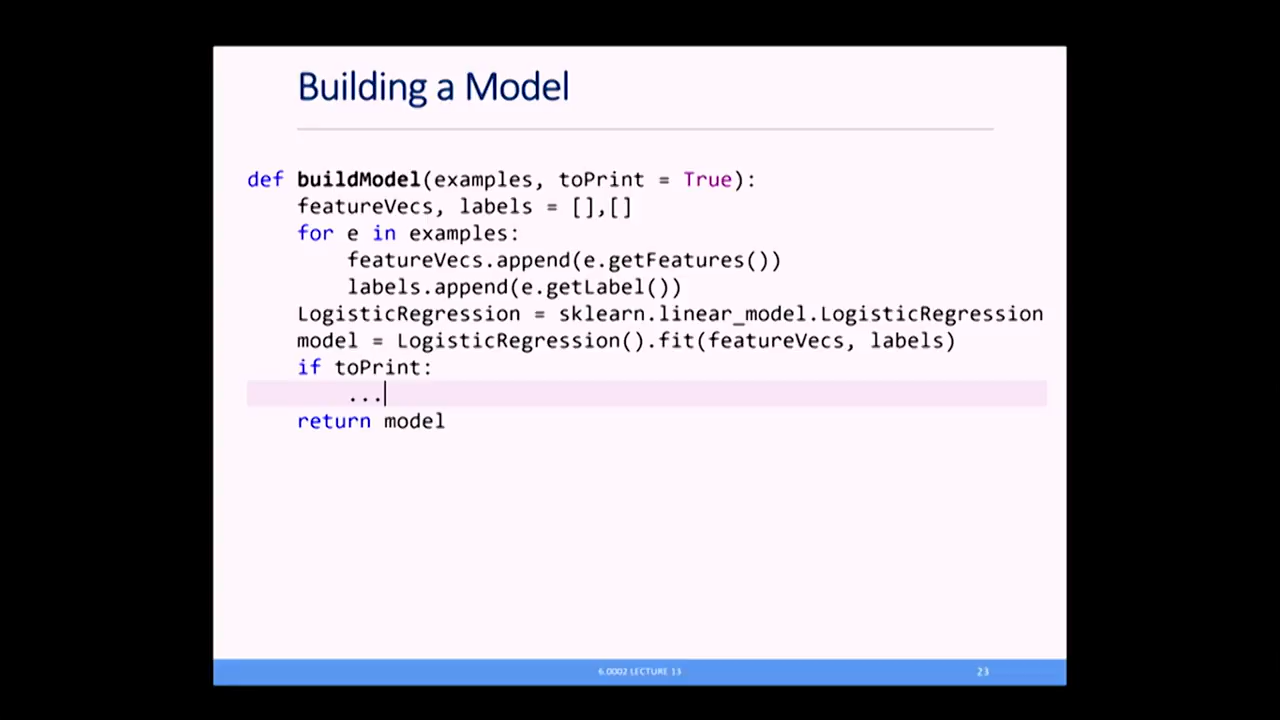 Building a Model
def buildModel(examples, toPrint = True):
featureVecs, labels = [],[]
for e in examples:
featureVecs.append(e.getFeatures())
labels.append(e.getLabel())
LogisticRegression = sklearn.linear_model.LogisticRegression
model = LogisticRegression().fit(featureVecs, labels)
if toPrint:
...
return model
6.0002 LECTURE 13
23